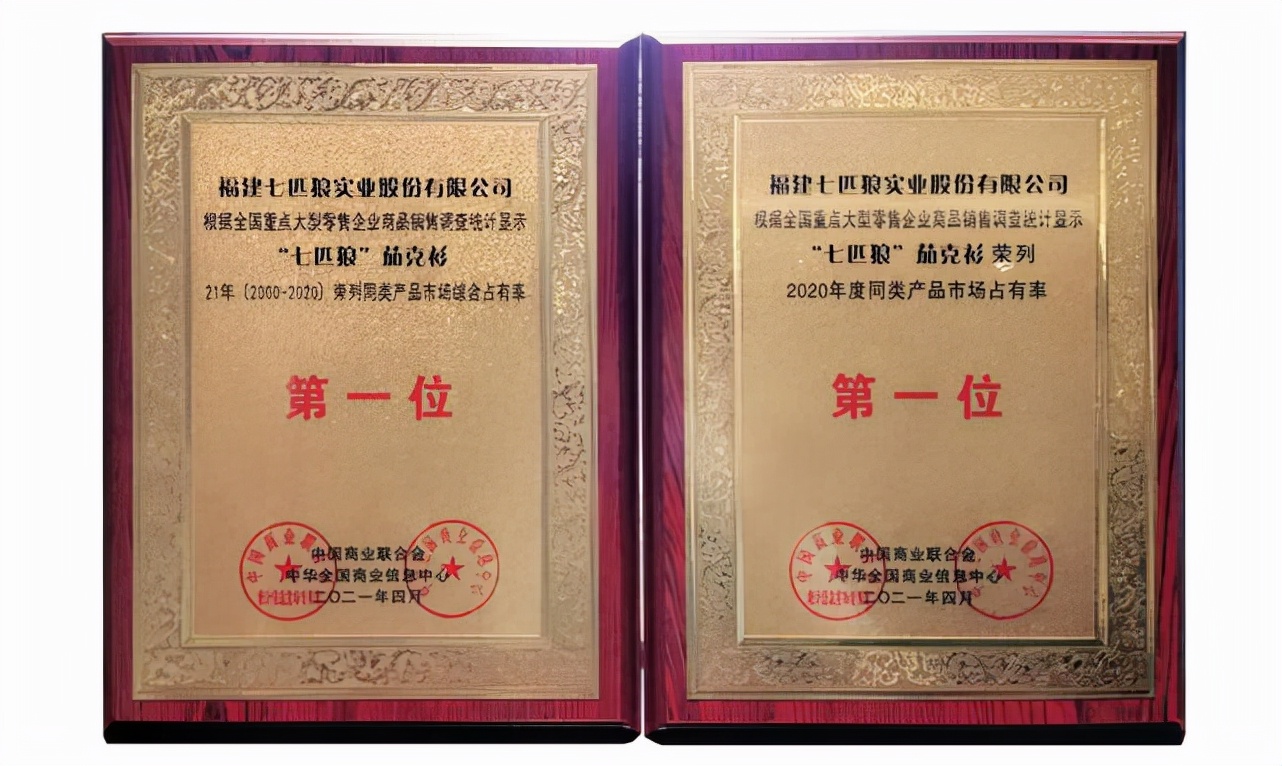 福建七匹狼实业股份有限公司
根据全国重点大型零售企业商品销售调查统计显示
“七匹狼”茄克衫
21年（2000-2020）荣列同类产品市场综合占有率
第一位
中国商业联合会
中华全国商业信息中心
二〇二一年四月
福建七匹狼实业股份有限公司
根据全国重点大型零售企业商品销售调查统计显示
“七匹狼”茄克衫 荣列
2020年度同类产品市场占有率
第一位
中国商业联合会
中华全国商业信息中心
二〇二一年四月